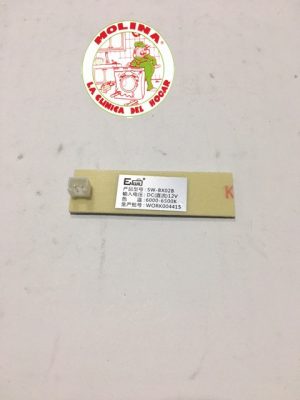 MOLINA
LA CLINICA DEL HOGAR
产品型号:SW-BX02B
输入电压:DC(直流)12V
色 温:6000-6500K
生产批号:WORK004415
K